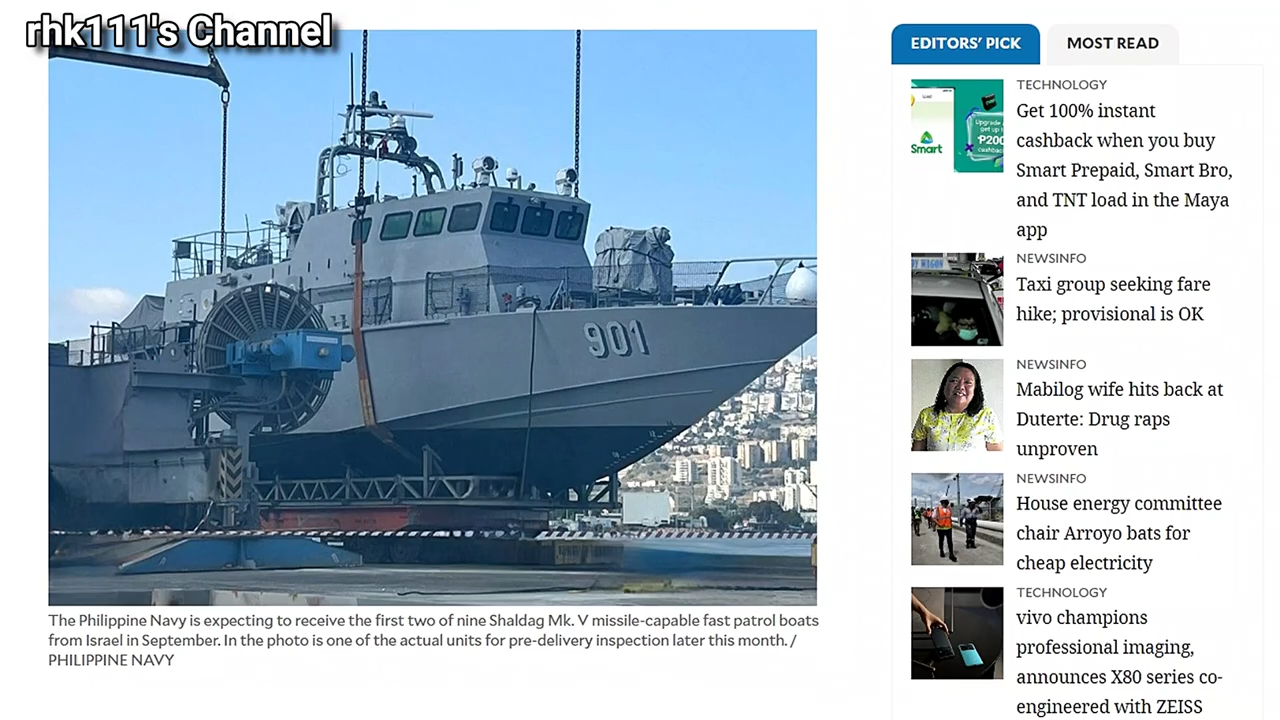 rhk111's Channel
901
The Philippine Navy is expecting to receive the first two of nine Shaldag Mk. V missile-capable fast patrol boats
from Israel in September. In the photo is one of the actual units for pre-delivery inspection later this month. /
PHILIPPINE NAVY
EDITORS' PICK
MOST READ
Smart
Upgrade
get up t
₱200
cashback
TECHNOLOGY
Get 100% instant
cashback when you buy
Smart Prepaid, Smart Bro,
and TNT load in the Maya
app
NEWSINFO
Taxi group seeking fare
hike; provisional is OK
NEWSINFO
Mabilog wife hits back at
Duterte: Drug raps
unproven
NEWSINFO
House energy committee
chair Arroyo bats for
cheap electricity
TECHNOLOGY
vivo champions
professional imaging,
announces X80 series co-
engineered with ZEISS